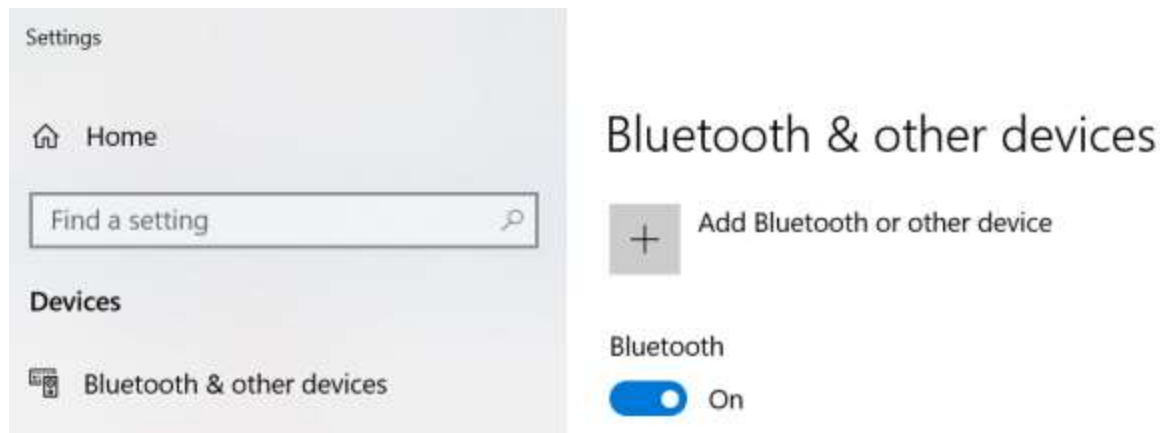 Settings
Home
Find a setting
Devices
Bluetooth & other devices
Bluetooth & other devices
Add Bluetooth or other device
Bluetooth
On